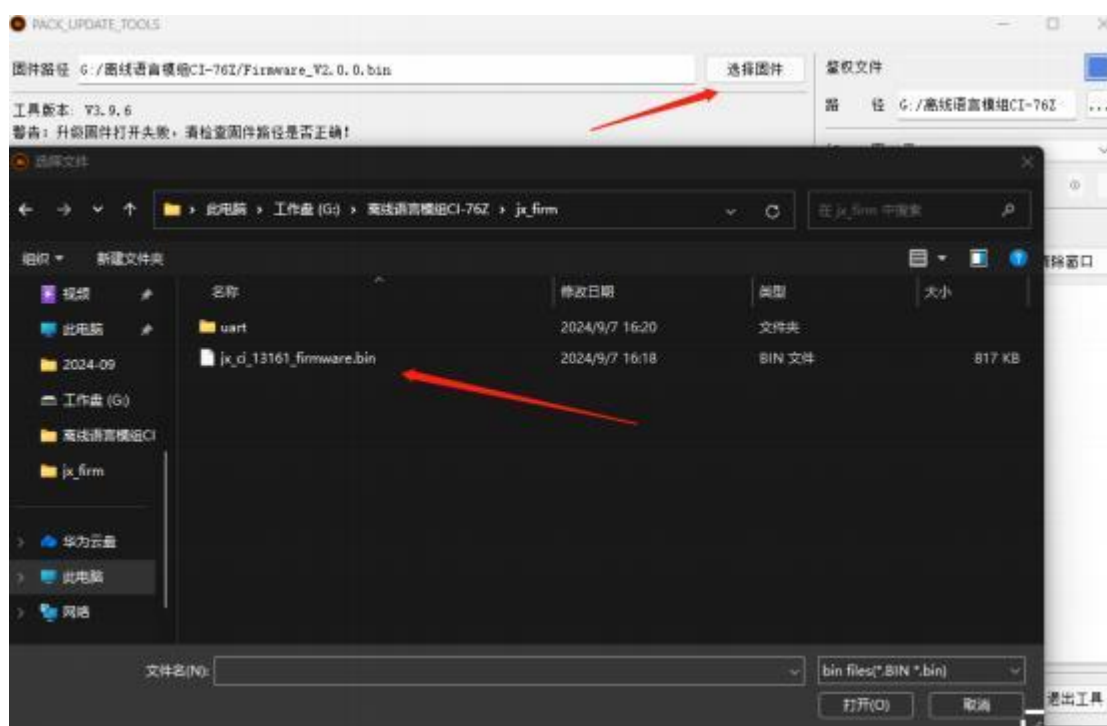 PACK_UPDATE_TOOLS
固件路径 G:/离线语音模组CI-76Z/Firmware_V2.0.0.bin 选择固件
鉴权文件
路 径 G:/离线语音模组CI-76Z ...
工具版本: V3.9.6
警告: 升级固件打开失败, 请检查固件路径是否正确!
选择文件
此电脑 > 工作盘 (G:) > 离线语音模组CI-76Z > jx_firm
在 jx_firm 中搜索
组织 新建文件夹
清除窗口
名称 修改日期 类型 大小
视频
此电脑
2024-09
工作盘 (G:)
离线语音模组CI
jx_firm
华为云盘
此电脑
网络
uart 2024/9/7 16:20 文件夹
jx_ci_13161_firmware.bin 2024/9/7 16:18 BIN 文件 817 KB
文件名(N):
bin files(*.BIN *.bin)
打开(O) 取消
退出工具